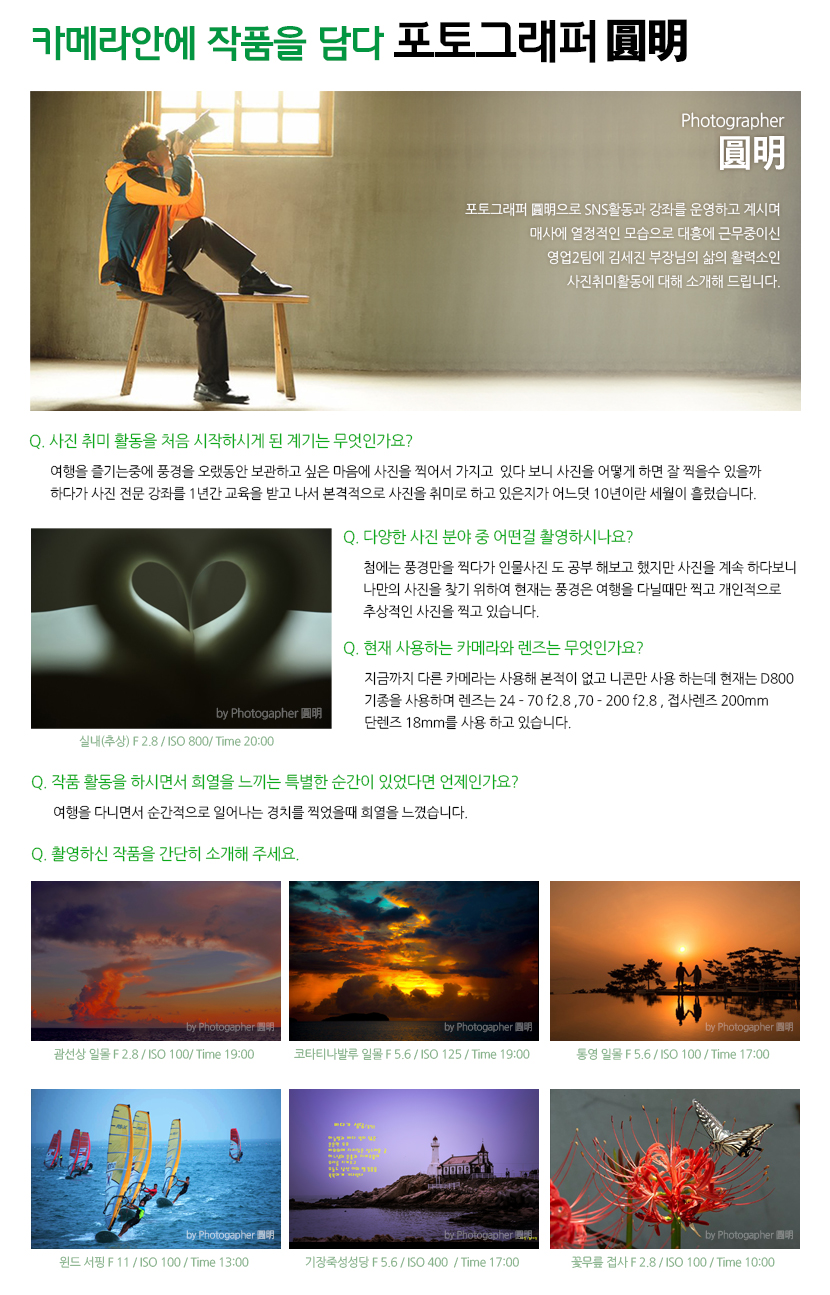 카메라안에 작품을 담다 포토그래퍼 圓明
Photographer
圓明
포토그래퍼 圓明으로 SNS활동과 강좌를 운영하고 계시며
매사에 열정적인 모습으로 대흥에 근무중이신
영업2팀에 김세진 부장님의 삶의 활력소인
사진취미활동에 대해 소개해 드립니다.
Q. 사진 취미 활동을 처음 시작하시게 된 계기는 무엇인가요?
여행을 즐기는중에 풍경을 오랬동안 보관하고 싶은 마음에 사진을 찍어서 가지고 있다 보니 사진을 어떻게 하면 잘 찍을수 있을까
하다가 사진 전문 강좌를 1년간 교육을 받고 나서 본격적으로 사진을 취미로 하고 있은지가 어느덧 10년이란 세월이 흘렀습니다.
Q. 다양한 사진 분야 중 어떤걸 촬영하시나요?
첨에는 풍경만을 찍다가 인물사진 도 공부 해보고 했지만 사진을 계속 하다보니
나만의 사진을 찾기 위하여 현재는 풍경은 여행을 다닐때만 찍고 개인적으로
추상적인 사진을 찍고 있습니다.
Q. 현재 사용하는 카메라와 렌즈는 무엇인가요?
지금까지 다른 카메라는 사용해 본적이 없고 니콘만 사용 하는데 현재는 D800
기종을 사용하며 렌즈는 24 - 70 f2.8 ,70 - 200 f2.8 , 접사렌즈 200mm
단렌즈 18mm를 사용 하고 있습니다.
by Photogapher 圓明
실내(추상) F 2.8 / ISO 800/ Time 20:00
Q. 작품 활동을 하시면서 희열을 느끼는 특별한 순간이 있었다면 언제인가요?
여행을 다니면서 순간적으로 일어나는 경치를 찍었을때 희열을 느꼈습니다.
Q. 촬영하신 작품을 간단히 소개해 주세요.
by Photogapher 圓明
by Photogapher 圓明
by Photogapher 圓明
괌선상 일몰 F 2.8 / ISO 100/ Time 19:00
코타티나발루 일몰 F 5.6 / ISO 125 / Time 19:00
통영 일몰 F 5.6 / ISO 100 / Time 17:00
by Photogapher 圓明
by Photogapher 圓明
by Photogapher 圓明
윈드 서핑 F 11 / ISO 100 / Time 13:00
기장죽성성당 F 5.6 / ISO 400 / Time 17:00
꽃무릎 접사 F 2.8 / ISO 100 / Time 10:00